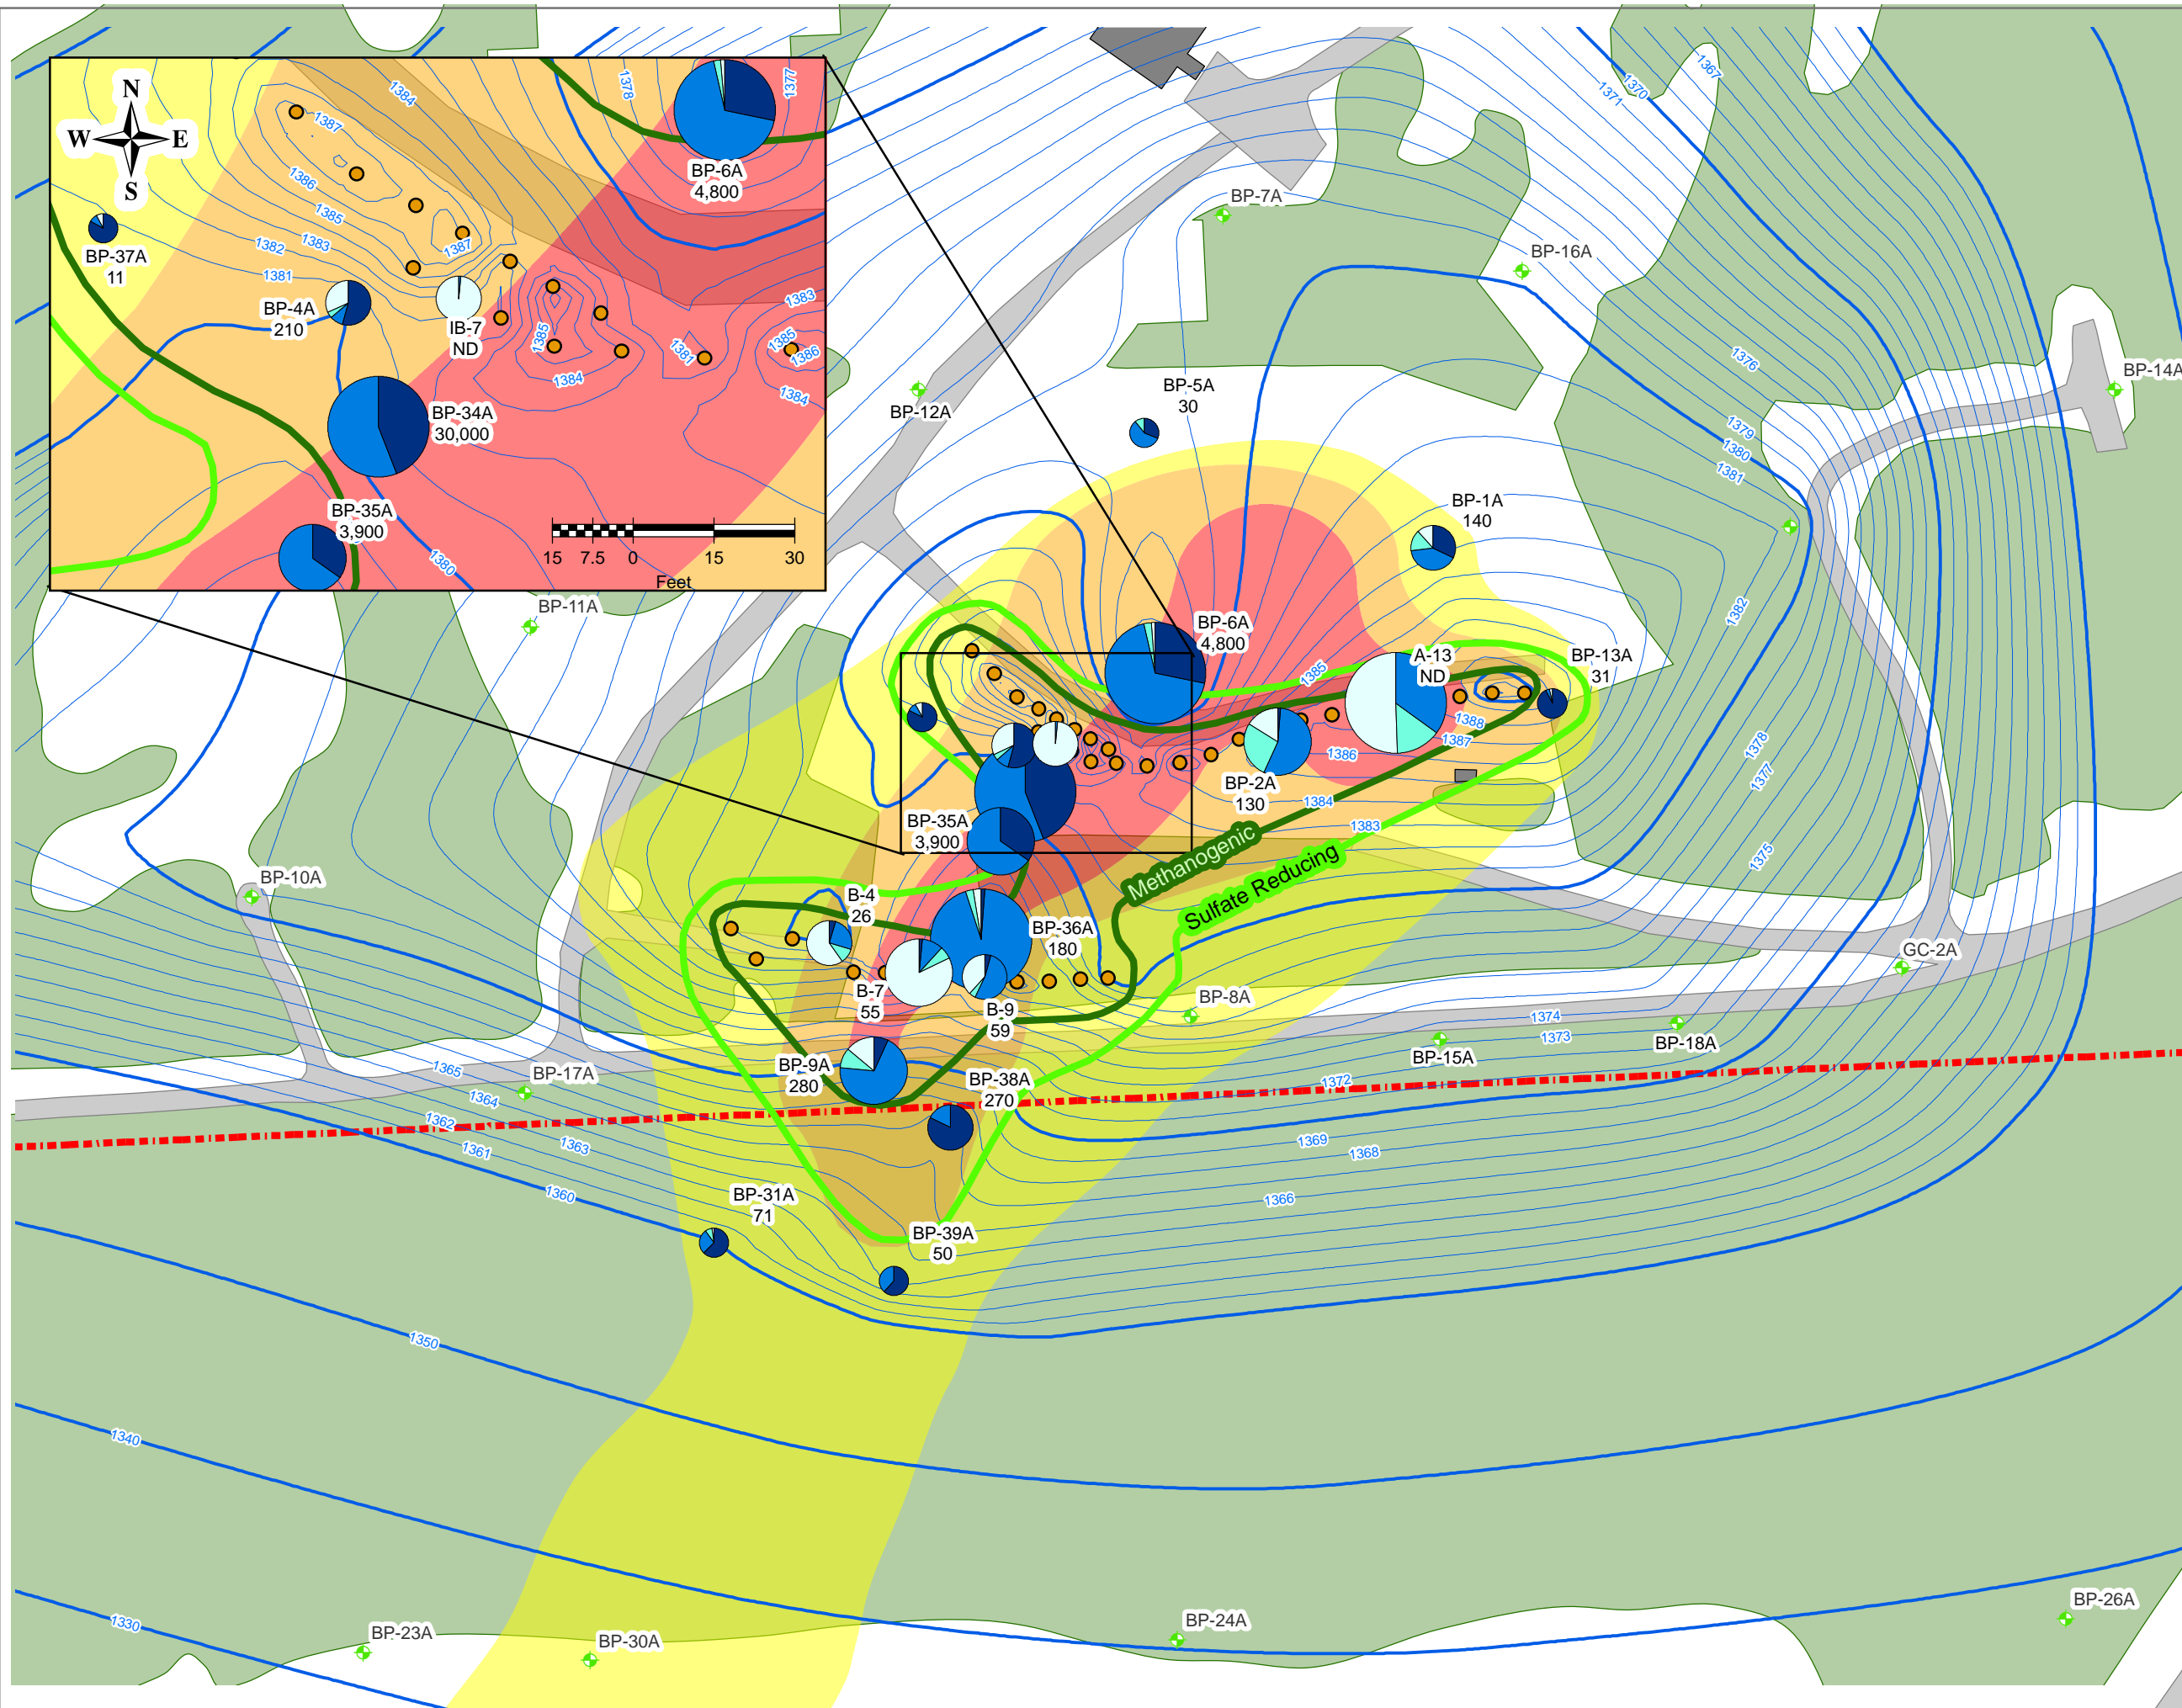 N
W E
S
1384
1378
1377
1387
1386
1385
1383
1382
1381
1387
BP-6A
4,800
BP-37A
11
BP-4A
210
IB-7
ND
1385
1384
1381
1383
1385
1386
1384
BP-34A
30,000
BP-35A
3,900
1380
15 7.5 0 15 30
Feet
1367
1370
1371
BP-7A
BP-16A
1376
BP-14A
BP-5A
30
BP-12A
1379
1380
1381
BP-1A
140
BP-11A
1382
BP-6A
4,800
A-13
ND
BP-13A
31
1385
1388
1387
1386
1378
1377
BP-2A
130
1384
1383
BP-35A
3,900
Methanogenic
Sulfate Reducing
1375
BP-10A
B-4
26
BP-36A
180
GC-2A
B-7
55
B-9
59
BP-8A
1374
1373
BP-15A
BP-18A
1365
BP-17A
BP-9A
280
BP-38A
270
1372
1364
1362
1363
1361
1369
1368
1360
BP-31A
71
1366
BP-39A
50
1350
1340
1330
BP-23A
BP-30A
BP-24A
BP-26A